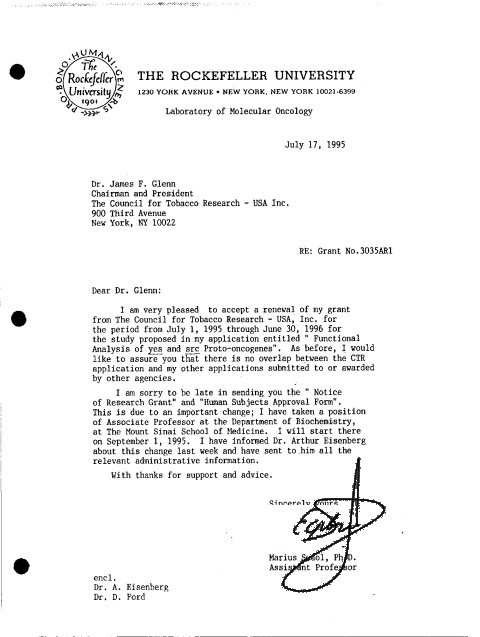 PRO·BONO·HUMANI·GENERIS
The
Rockefeller
University
1901
THE ROCKEFELLER UNIVERSITY
1230 YORK AVENUE • NEW YORK, NEW YORK 10021-6399
Laboratory of Molecular Oncology
July 17, 1995
Dr. James F. Glenn
Chairman and President
The Council for Tobacco Research - USA Inc.
900 Third Avenue
New York, NY 10022
RE: Grant No.3035AR1
Dear Dr. Glenn:
I am very pleased to accept a renewal of my grant
from The Council for Tobacco Research - USA, Inc. for
the period from July 1, 1995 through June 30, 1996 for
the study proposed in my application entitled " Functional
Analysis of yes and src Proto-oncogenes". As before, I would
like to assure you that there is no overlap between the CTR
application and my other applications submitted to or awarded
by other agencies.
I am sorry to be late in sending you the " Notice
of Research Grant" and "Human Subjects Approval Form".
This is due to an important change; I have taken a position
of Associate Professor at the Department of Biochemistry,
at The Mount Sinai School of Medicine. I will start there
on September 1, 1995. I have informed Dr. Arthur Eisenberg
about this change last week and have sent to him all the
relevant administrative information.
With thanks for support and advice.
Sincerely Yours
Marius Sudol, Ph.D.
Assistant Professor
encl.
Dr. A. Eisenberg
Dr. D. Ford